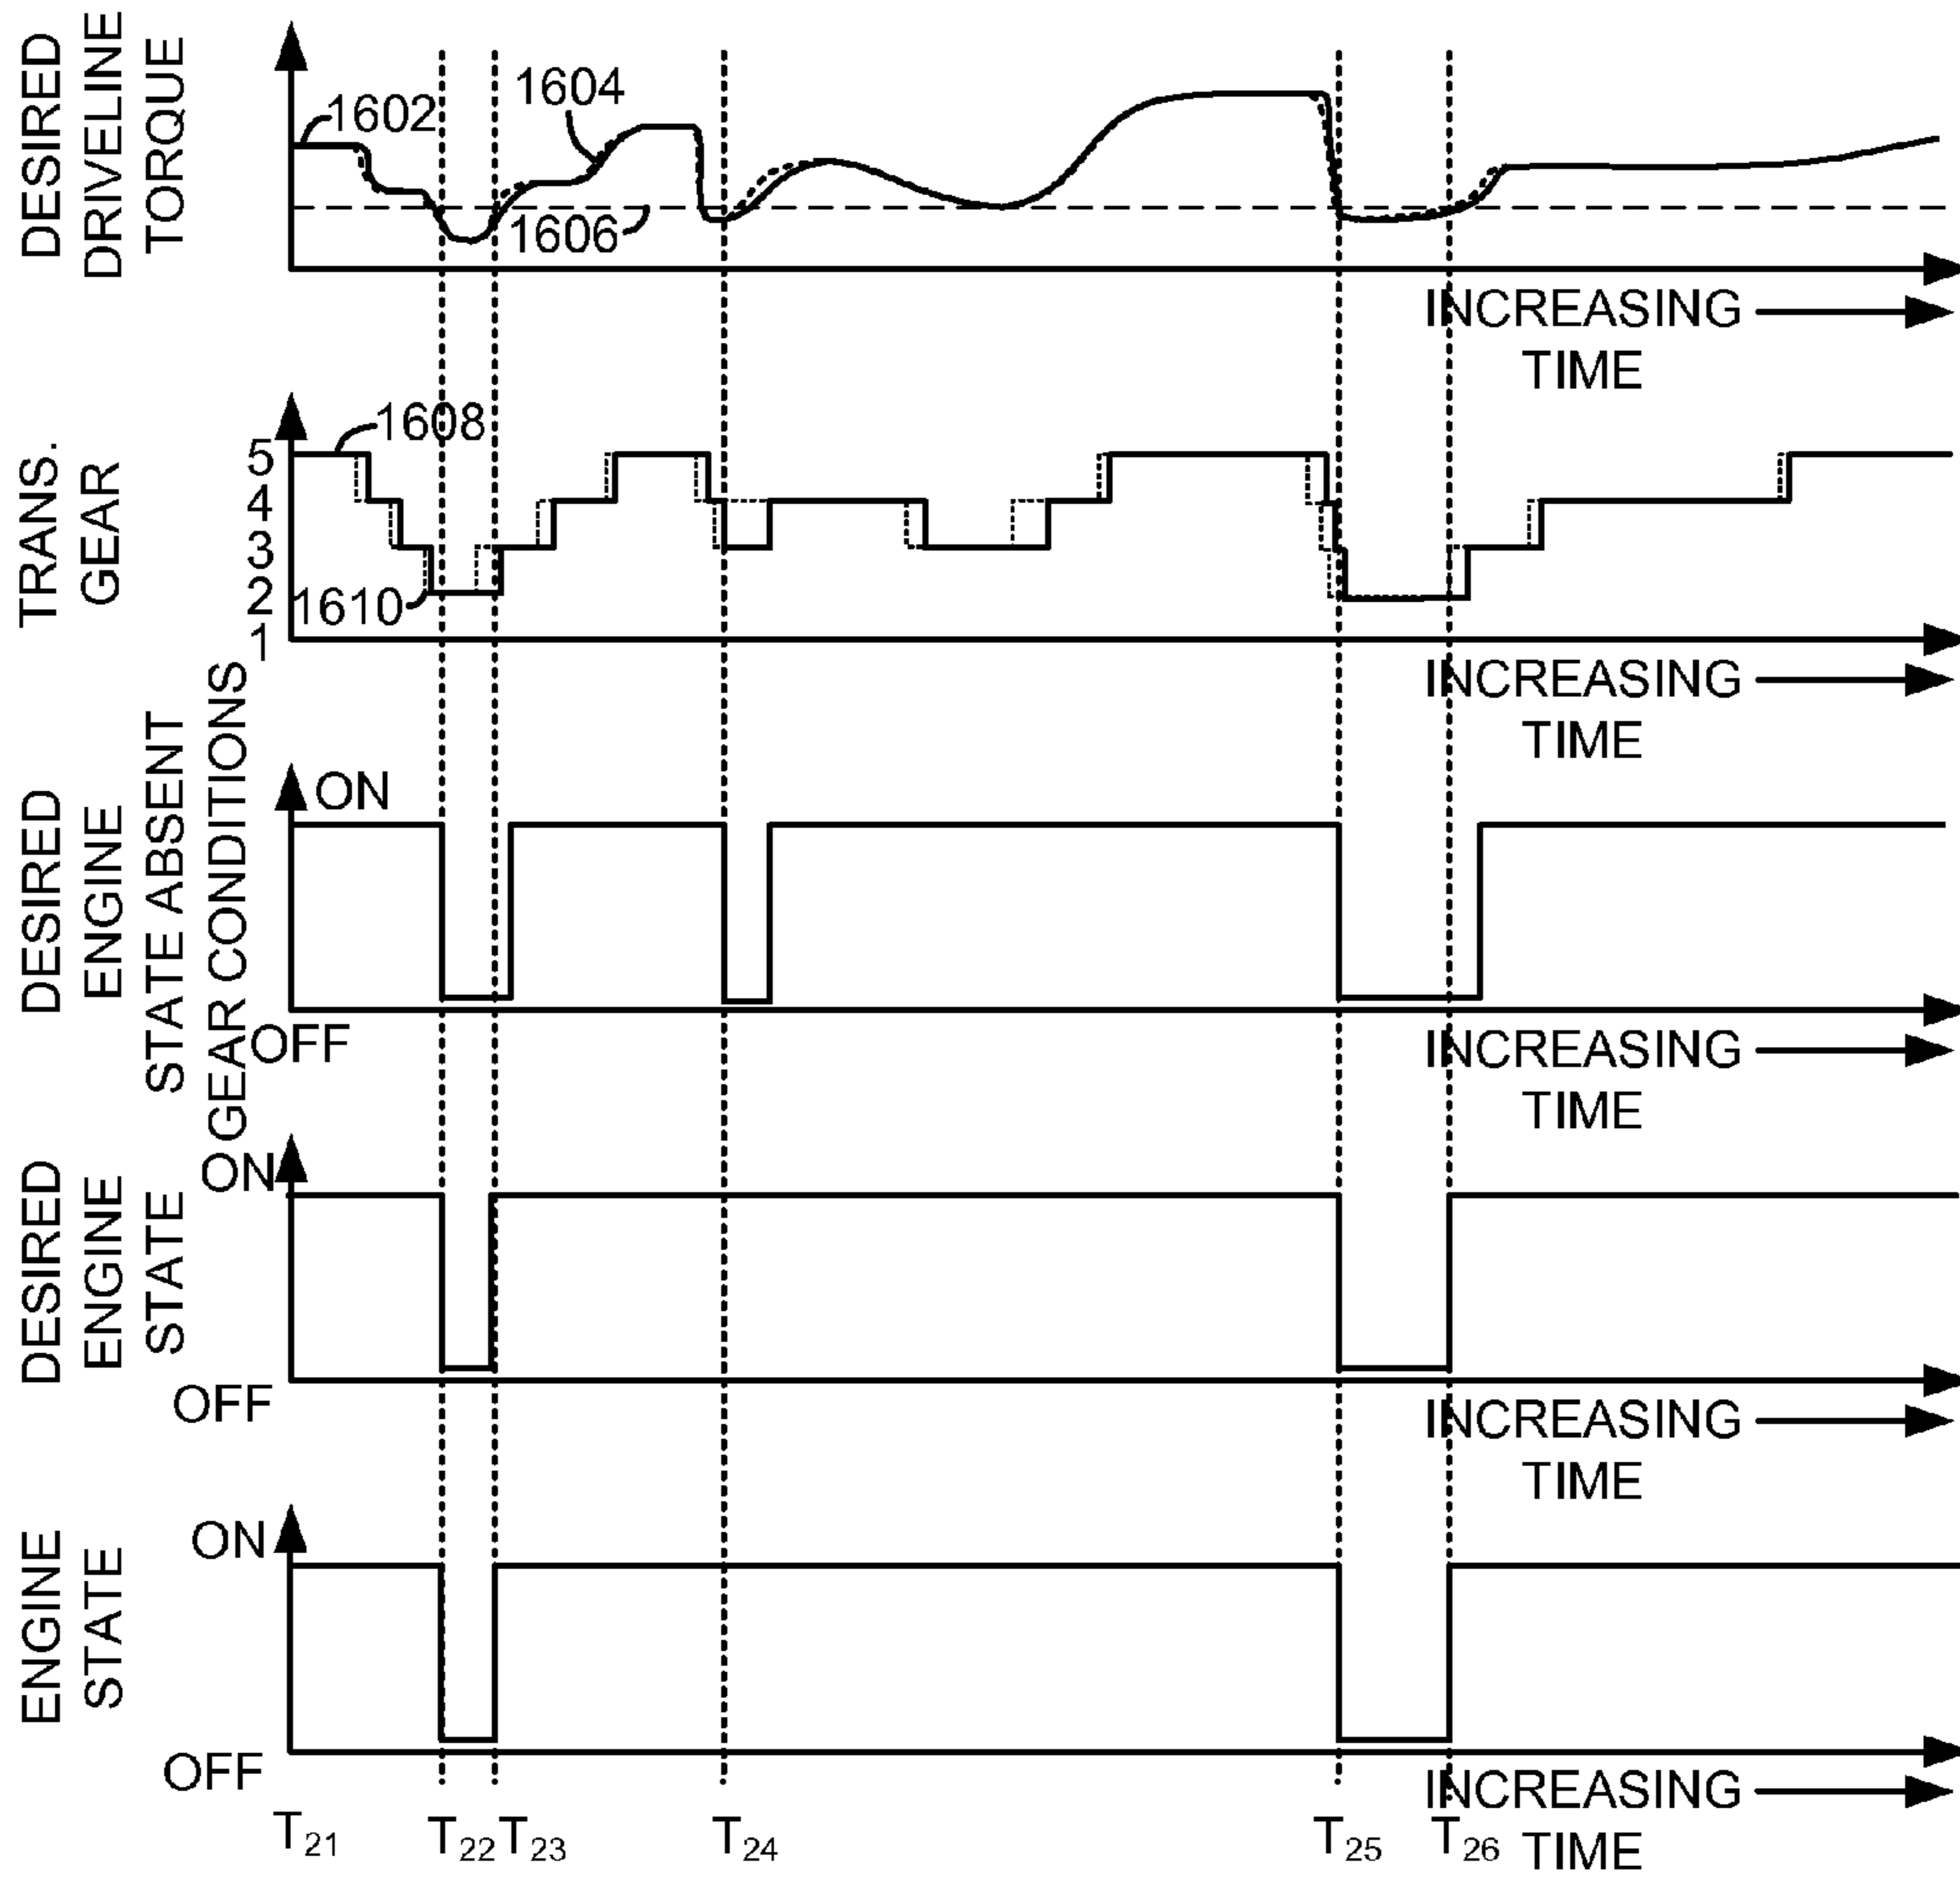 DESIRED
DRIVELINE
TORQUE
1602
1604
1606
INCREASING
TIME
TRANS.
GEAR
5
4
3
2
1
1608
1610
INCREASING
TIME
DESIRED
ENGINE
STATE ABSENT
GEAR CONDITIONS
ON
OFF
INCREASING
TIME
DESIRED
ENGINE
STATE
ON
OFF
INCREASING
TIME
ENGINE
STATE
ON
OFF
INCREASING
TIME
T21 T22 T23 T24 T25 T26